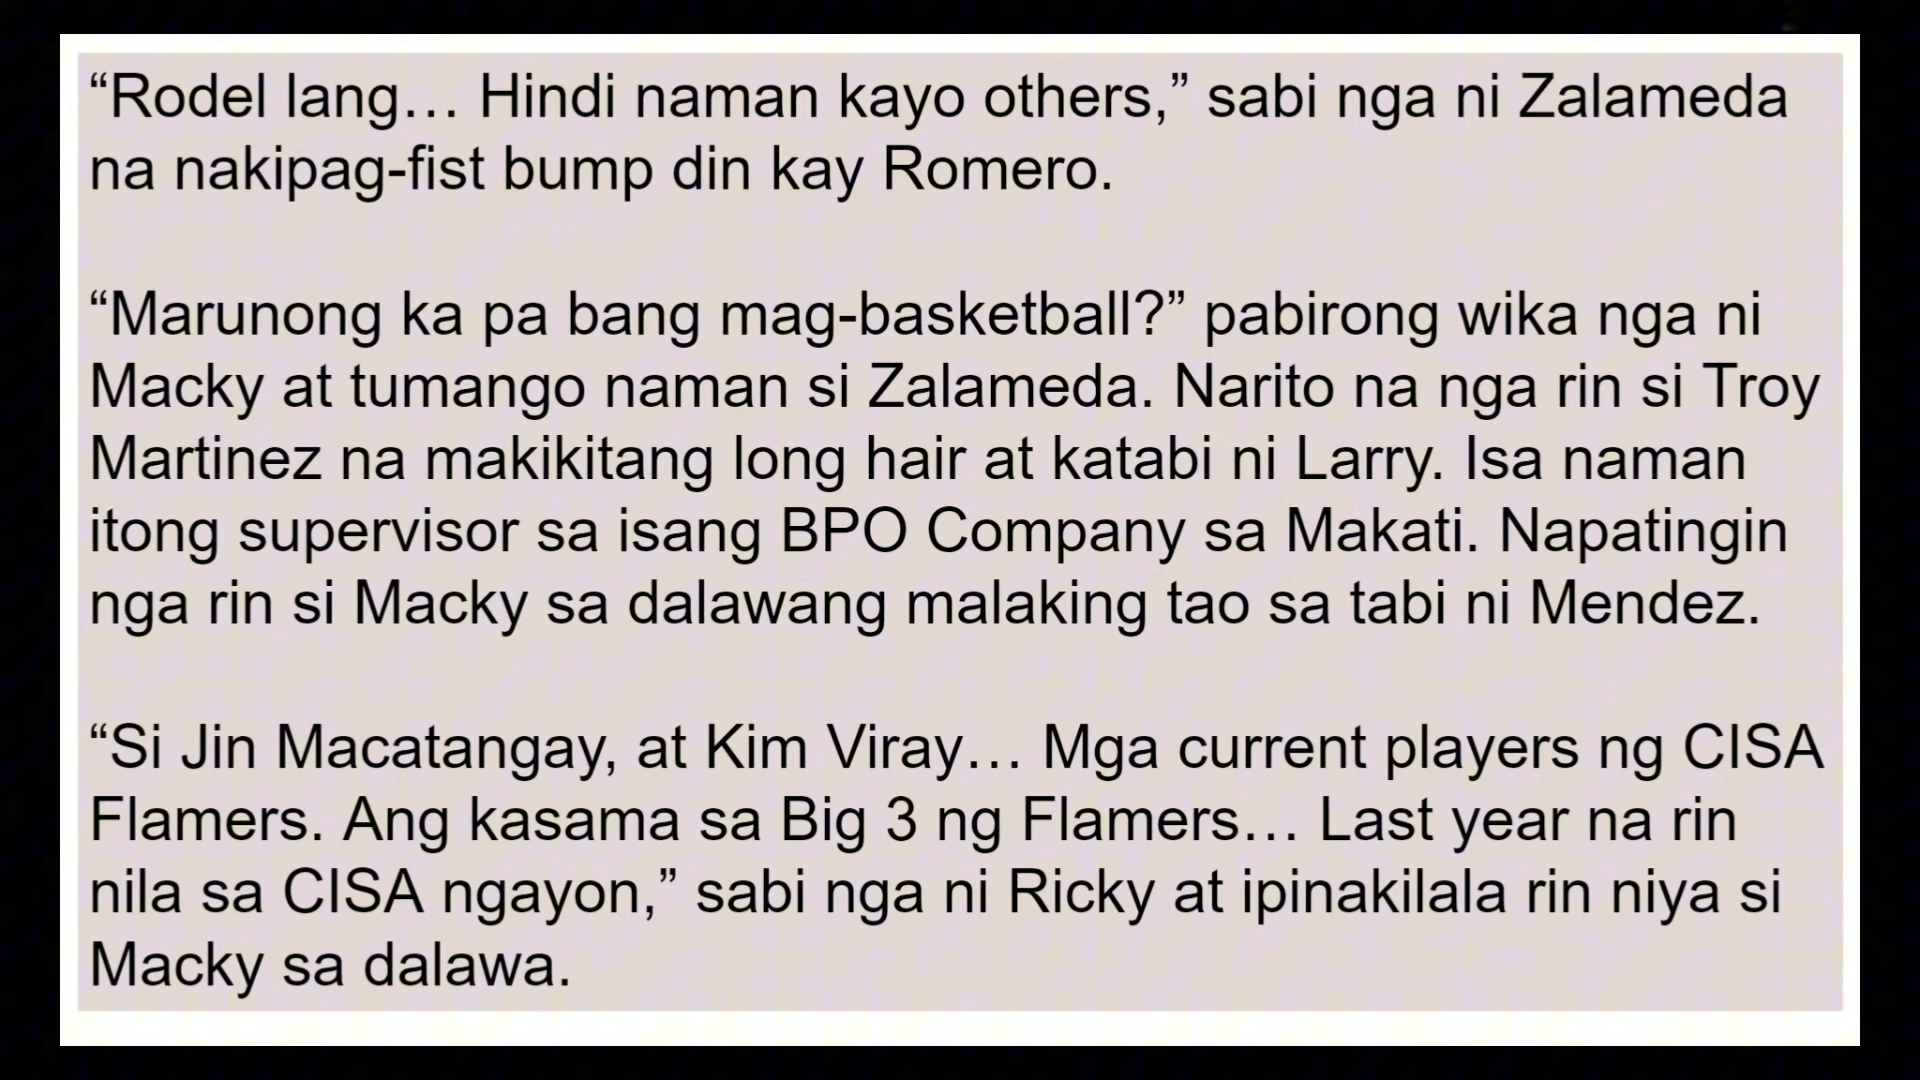 “Rodel lang… Hindi naman kayo others,” sabi nga ni Zalameda
na nakipag-fist bump din kay Romero.
“Marunong ka pa bang mag-basketball?” pabirong wika nga ni
Macky at tumango naman si Zalameda. Narito na nga rin si Troy
Martinez na makikitang long hair at katabi ni Larry. Isa naman
itong supervisor sa isang BPO Company sa Makati. Napatingin
nga rin si Macky sa dalawang malaking tao sa tabi ni Mendez.
“Si Jin Macatangay, at Kim Viray… Mga current players ng CISA
Flamers. Ang kasama sa Big 3 ng Flamers… Last year na rin
nila sa CISA ngayon,” sabi nga ni Ricky at ipinakilala rin niya si
Macky sa dalawa.